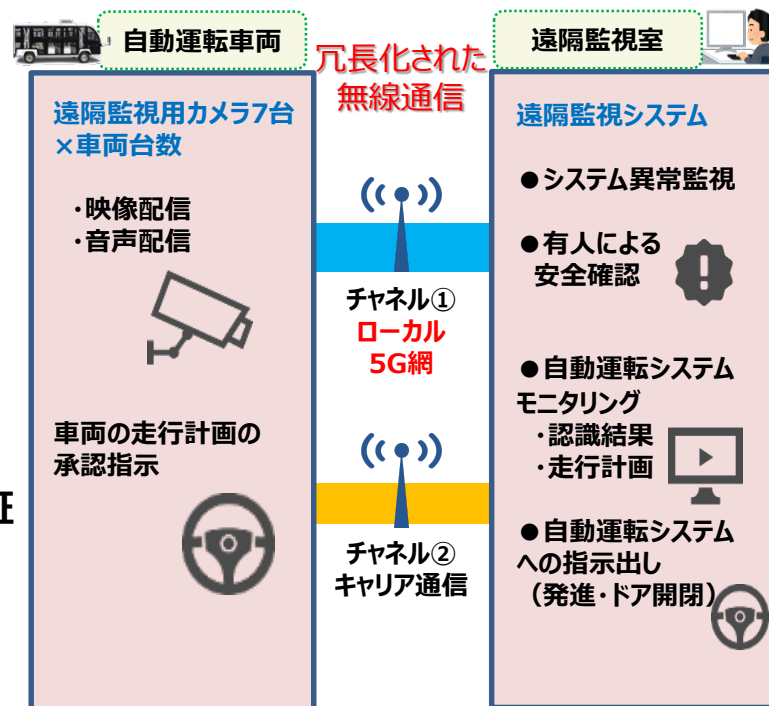 自動運転車両
遠隔監視用カメラ7台
×車両台数
・映像配信
・音声配信
車両の走行計画の
承認指示
証
冗長化された
無線通信
チャネル①
ローカル
5G網
チャネル②
キャリア通信
遠隔監視室
遠隔監視システム
●システム異常監視
●有人による
安全確認
●自動運転システム
モニタリング
・認識結果
・走行計画
●自動運転システム
への指示出し
（発進・ドア開閉）